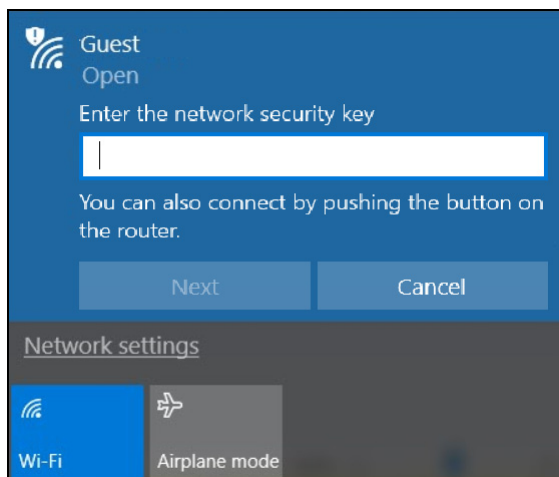 Guest
Open
Enter the network security key
You can also connect by pushing the button on
the router.
Next Cancel
Network settings
Wi-Fi Airplane mode